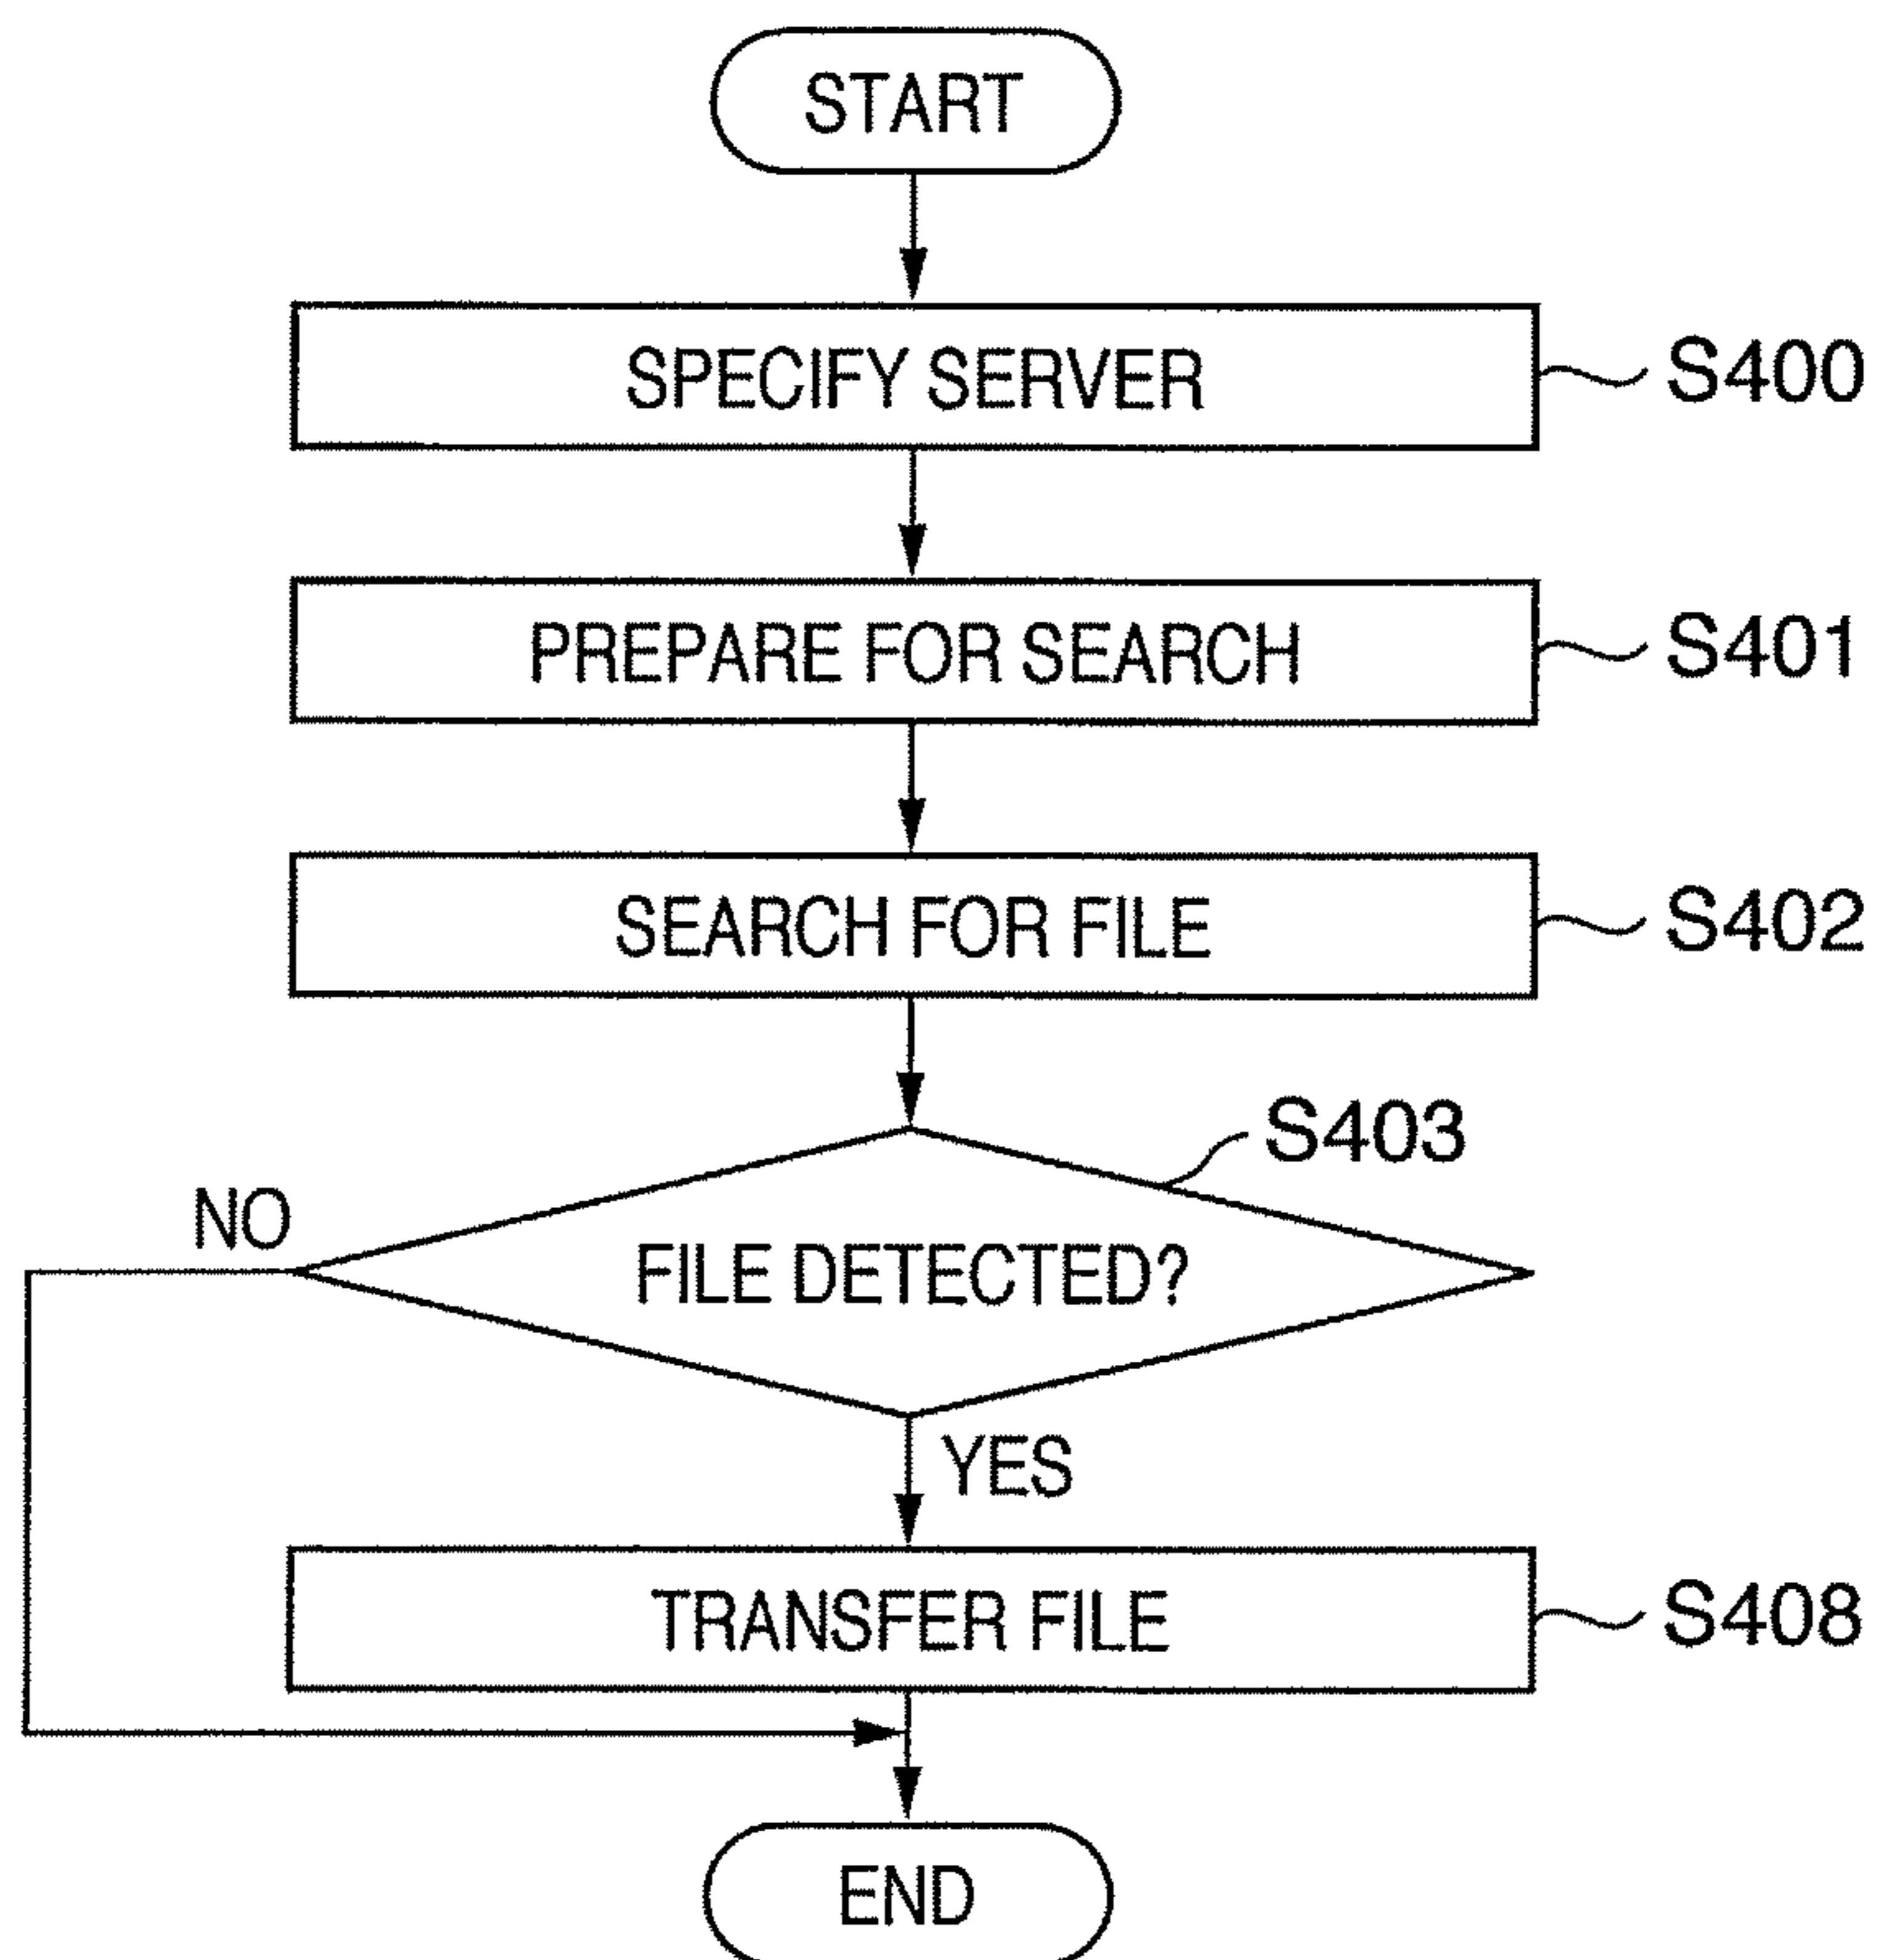 START
SPECIFY SERVER
S400
PREPARE FOR SEARCH
S401
SEARCH FOR FILE
S402
S403
NO
FILE DETECTED?
YES
TRANSFER FILE
S408
END